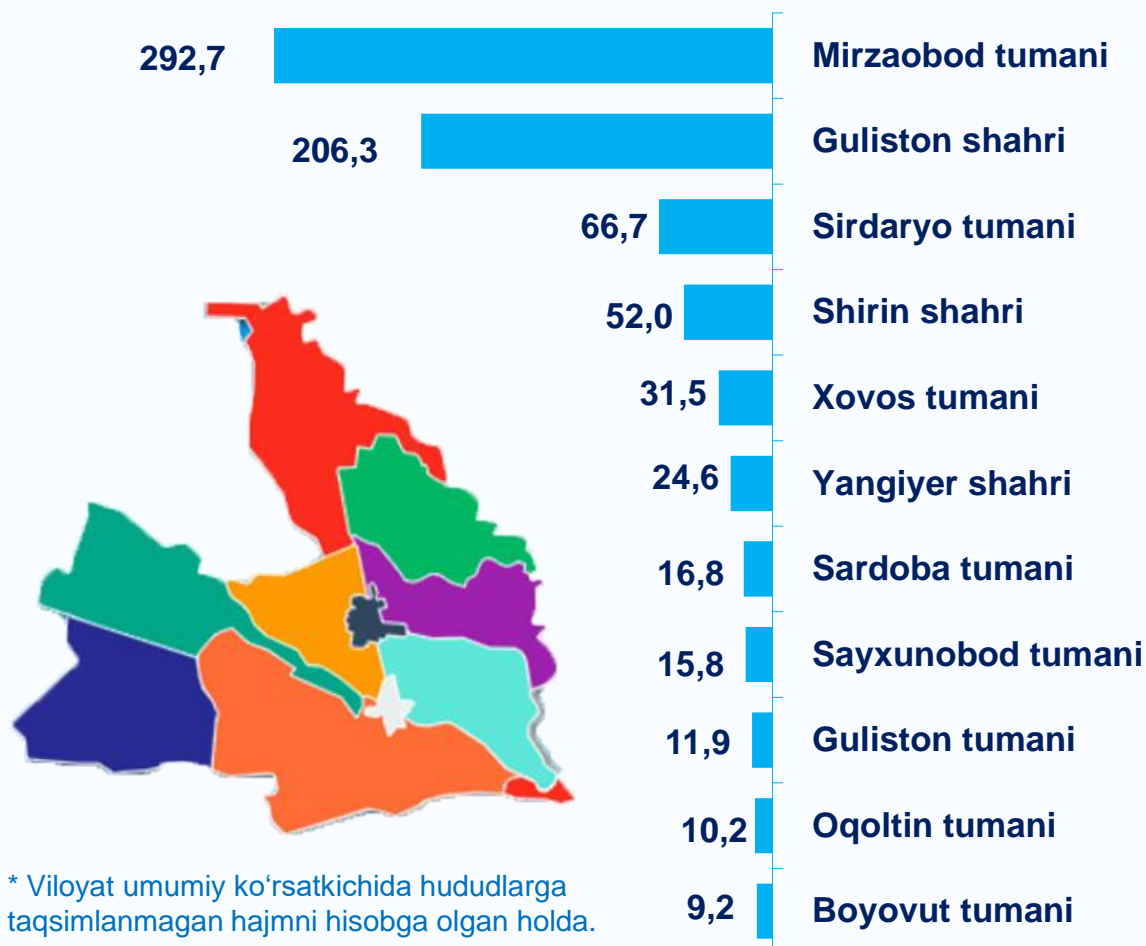 292,7 Mirzaobod tumani
206,3 Guliston shahri
66,7 Sirdaryo tumani
52,0 Shirin shahri
31,5 Xovos tumani
24,6 Yangiyer shahri
16,8 Sardoba tumani
15,8 Sayxunobod tumani
11,9 Guliston tumani
10,2 Oqoltin tumani
9,2 Boyovut tumani
* Viloyat umumiy ko‘rsatkichida hududlarga
taqsimlanmagan hajmni hisobga olgan holda.